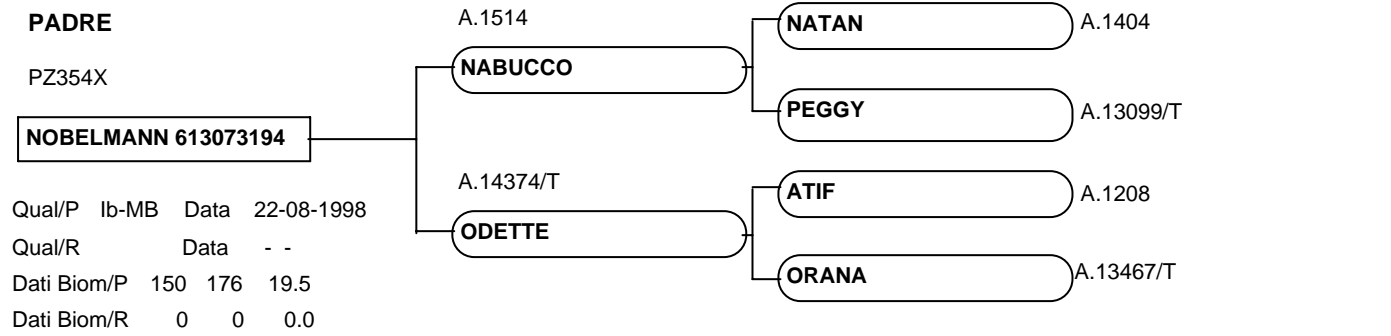 PADRE
PZ354X
NOBELMANN 613073194
Qual/P Ib-MB Data 22-08-1998
Qual/R Data - -
Dati Biom/P 150 176 19.5
Dati Biom/R 0 0 0.0
A.1514
NABUCCO
A.14374/T
ODETTE
NATAN A.1404
PEGGY A.13099/T
ATIF A.1208
ORANA A.13467/T